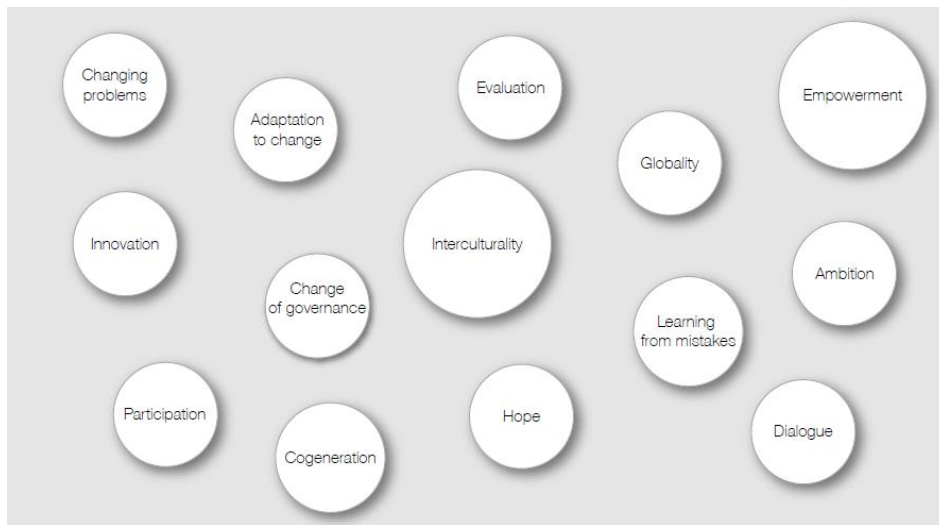 Changing
problems
Adaptation
to change
Evaluation
Empowerment
Globality
Innovation
Interculturality
Ambition
Change
of governance
Learning
from mistakes
Participation
Cogeneration
Hope
Dialogue